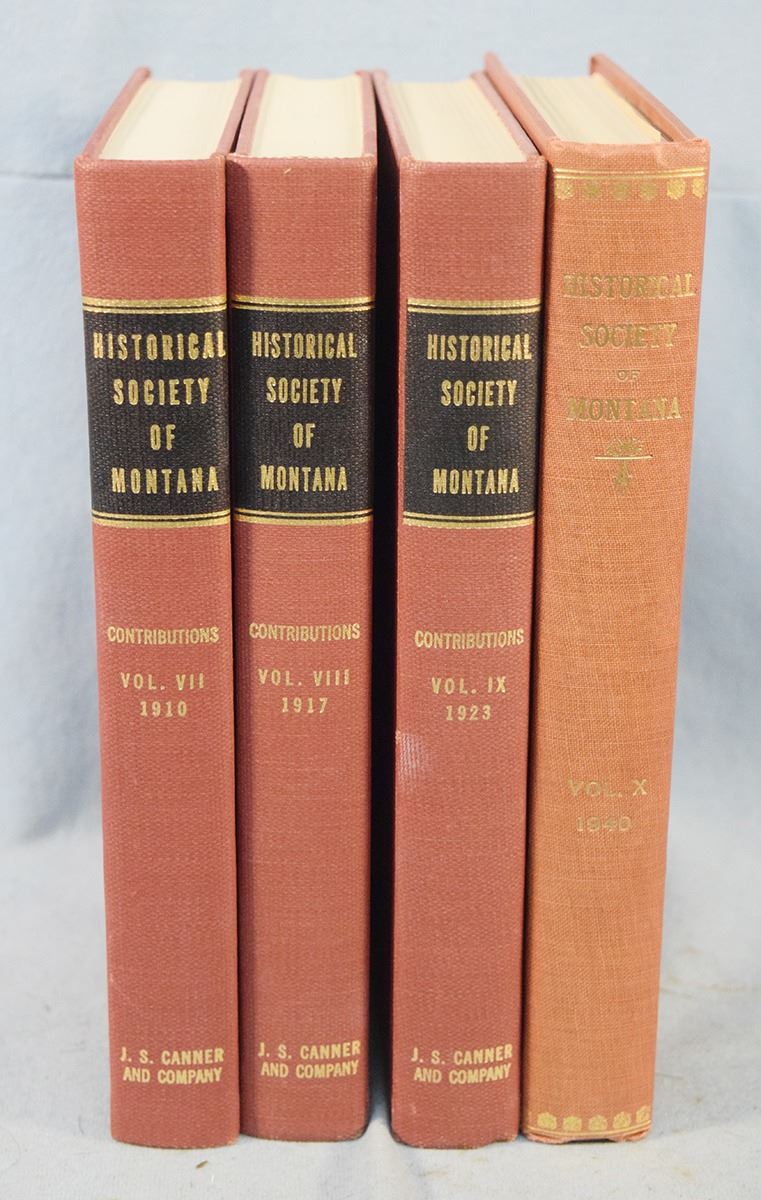 HISTORICAL
SOCIETY
OF
MONTANA
CONTRIBUTIONS
VOL. VII
1910
J. S. CANNER
AND COMPANY
HISTORICAL
SOCIETY
OF
MONTANA
CONTRIBUTIONS
VOL. VIII
1917
J. S. CANNER
AND COMPANY
HISTORICAL
SOCIETY
OF
MONTANA
CONTRIBUTIONS
VOL. IX
1923
J. S. CANNER
AND COMPANY
HISTORICAL
SOCIETY
OF
MONTANA
VOL. X
1940